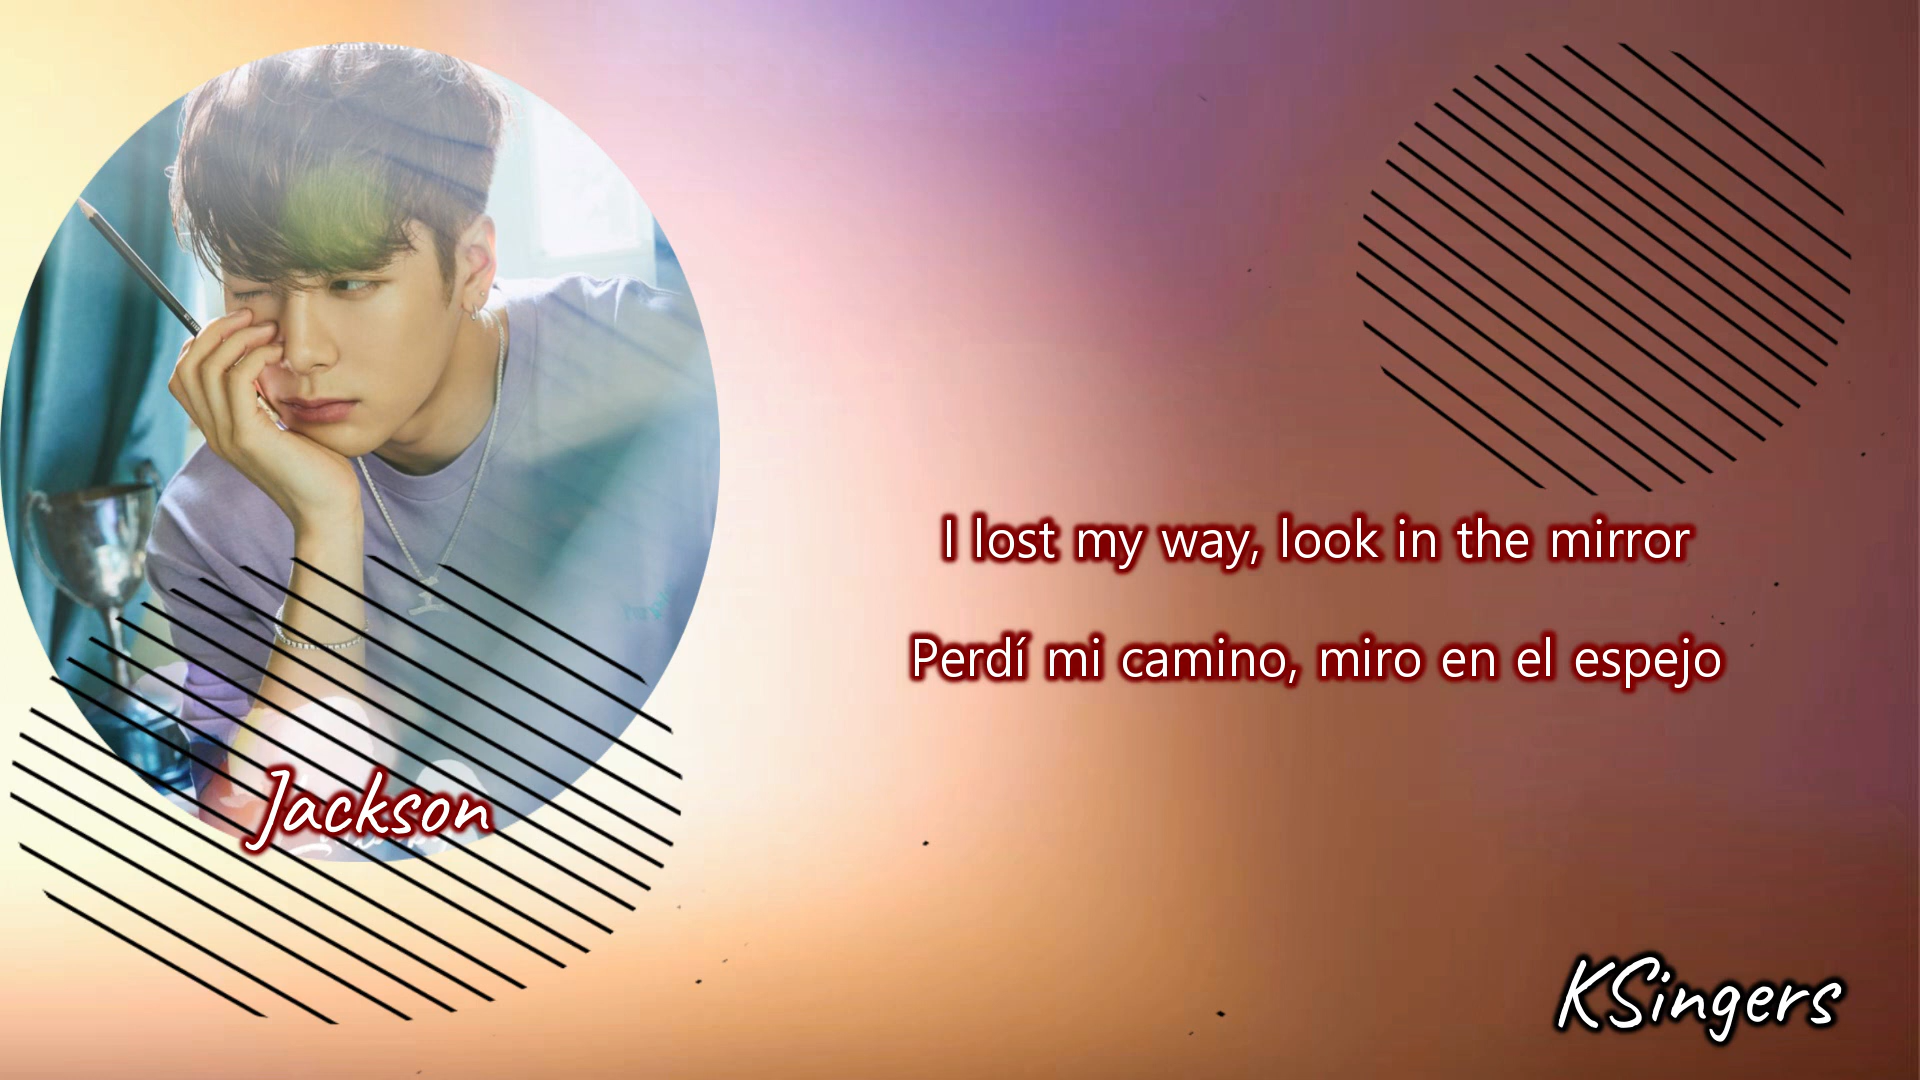 I lost my way, look in the mirror
Perdí mi camino, miro en el espejo
Jackson
KSingers